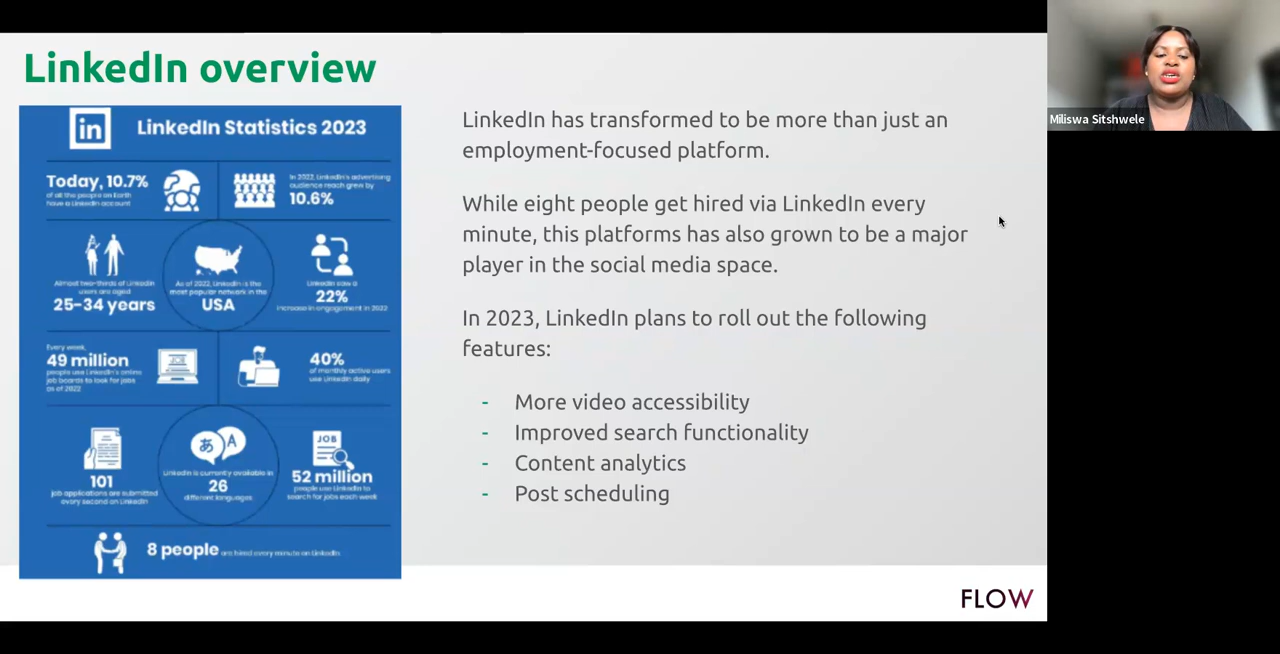 LinkedIn overview
in
LinkedIn Statistics 2023
Today, 10.7%
of all the people on Earth
have a LinkedIn account
In 2022, LinkedIn's advertising
audience reach grew by
10.6%
Almost two-thirds of LinkedIn
users are aged
25-34 years
As of 2022, LinkedIn is the
most popular network in the
USA
LinkedIn saw a
22%
increase in engagement in 2022
Every week,
49 million
people use LinkedIn's online
job boards to look for jobs
as of 2022
JOB
40%
of monthly active users
use LinkedIn daily
101
job applications are submitted
every second on LinkedIn
あ A
LinkedIn is currently available in
26
different languages
JOB
52 million
people use LinkedIn to
search for jobs each week
8 people are hired every minute on LinkedIn
LinkedIn has transformed to be more than just an
employment-focused platform.
While eight people get hired via LinkedIn every
minute, this platforms has also grown to be a major
player in the social media space.
In 2023, LinkedIn plans to roll out the following
features:
- More video accessibility
- Improved search functionality
- Content analytics
- Post scheduling
FLOW
Miliswa Sitshwele